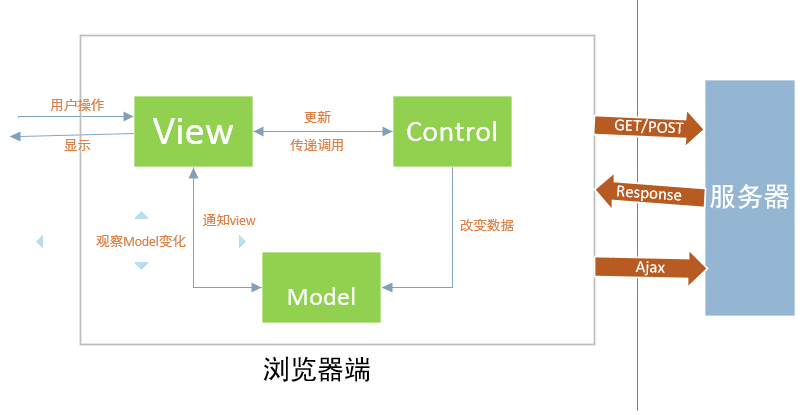 用户操作
显示
View
更新
传递调用
Control
GET/POST
Response
服务器
通知view
观察Model变化
改变数据
Ajax
Model
浏览器端